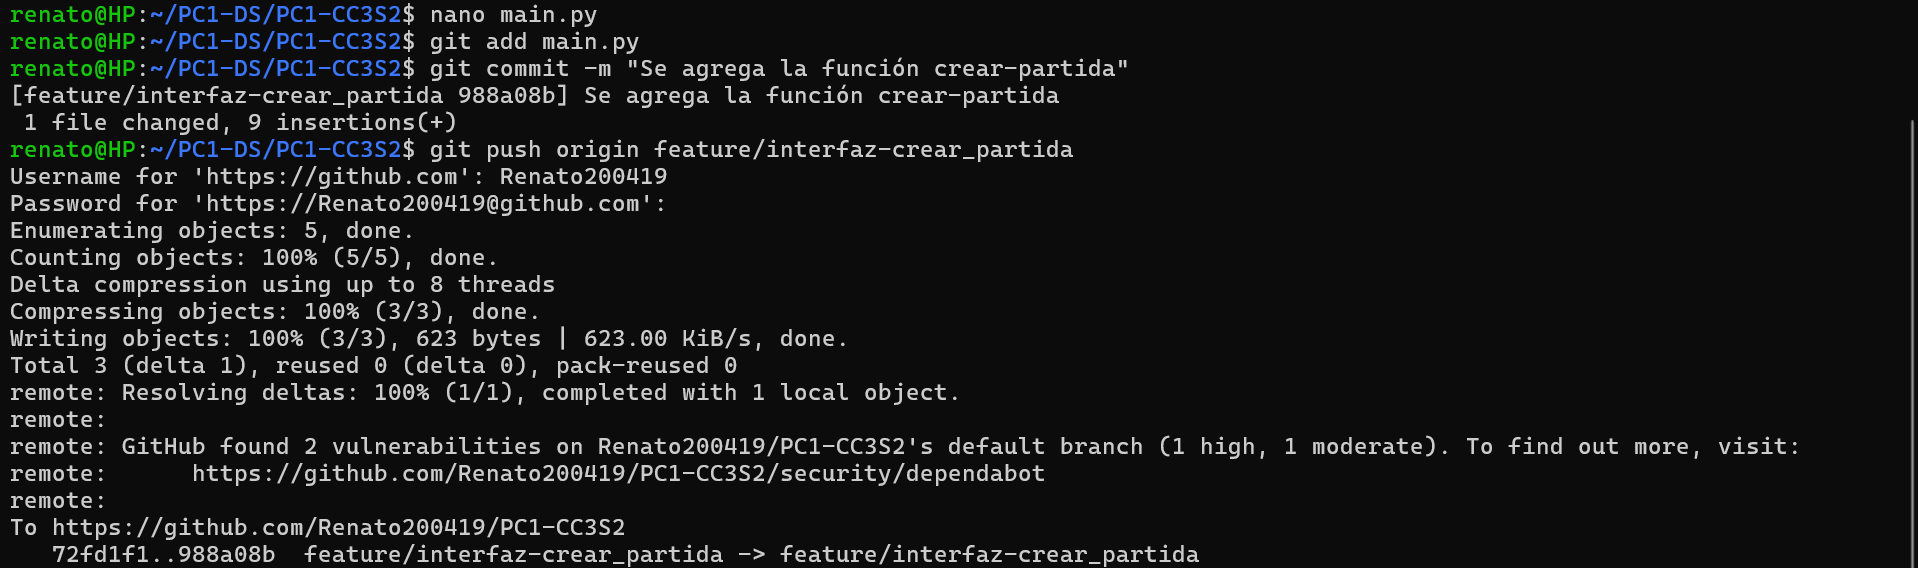 renato@HP:~/PC1-DS/PC1-CC3S2$ nano main.py
renato@HP:~/PC1-DS/PC1-CC3S2$ git add main.py
renato@HP:~/PC1-DS/PC1-CC3S2$ git commit -m "Se agrega la función crear-partida"
[feature/interfaz-crear_partida 988a08b] Se agrega la función crear-partida
 1 file changed, 9 insertions(+)
renato@HP:~/PC1-DS/PC1-CC3S2$ git push origin feature/interfaz-crear_partida
Username for 'https://github.com': Renato200419
Password for 'https://Renato200419@github.com':
Enumerating objects: 5, done.
Counting objects: 100% (5/5), done.
Delta compression using up to 8 threads
Compressing objects: 100% (3/3), done.
Writing objects: 100% (3/3), 623 bytes | 623.00 KiB/s, done.
Total 3 (delta 1), reused 0 (delta 0), pack-reused 0
remote: Resolving deltas: 100% (1/1), completed with 1 local object.
remote:
remote: GitHub found 2 vulnerabilities on Renato200419/PC1-CC3S2's default branch (1 high, 1 moderate). To find out more, visit:
remote:      https://github.com/Renato200419/PC1-CC3S2/security/dependabot
remote:
To https://github.com/Renato200419/PC1-CC3S2
   72fd1f1..988a08b  feature/interfaz-crear_partida -> feature/interfaz-crear_partida